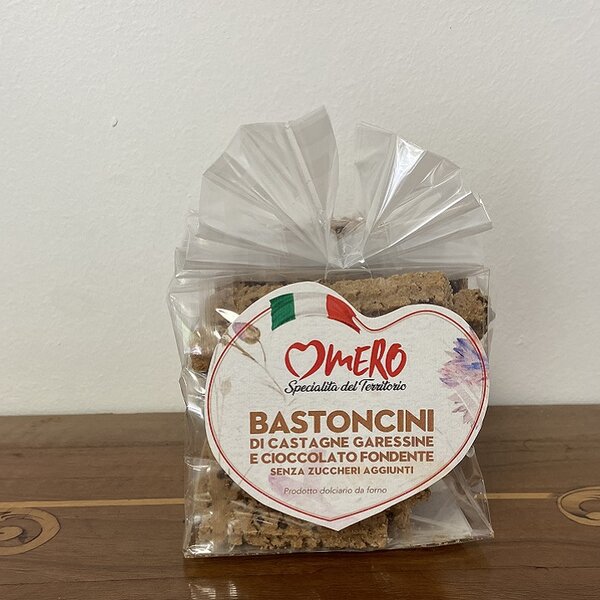 OMERO
Specialità del Territorio
BASTONCINI
DI CASTAGNE GARESSINE
E CIOCCOLATO FONDENTE
SENZA ZUCCHERI AGGIUNTI
Prodotto dolciario da forno